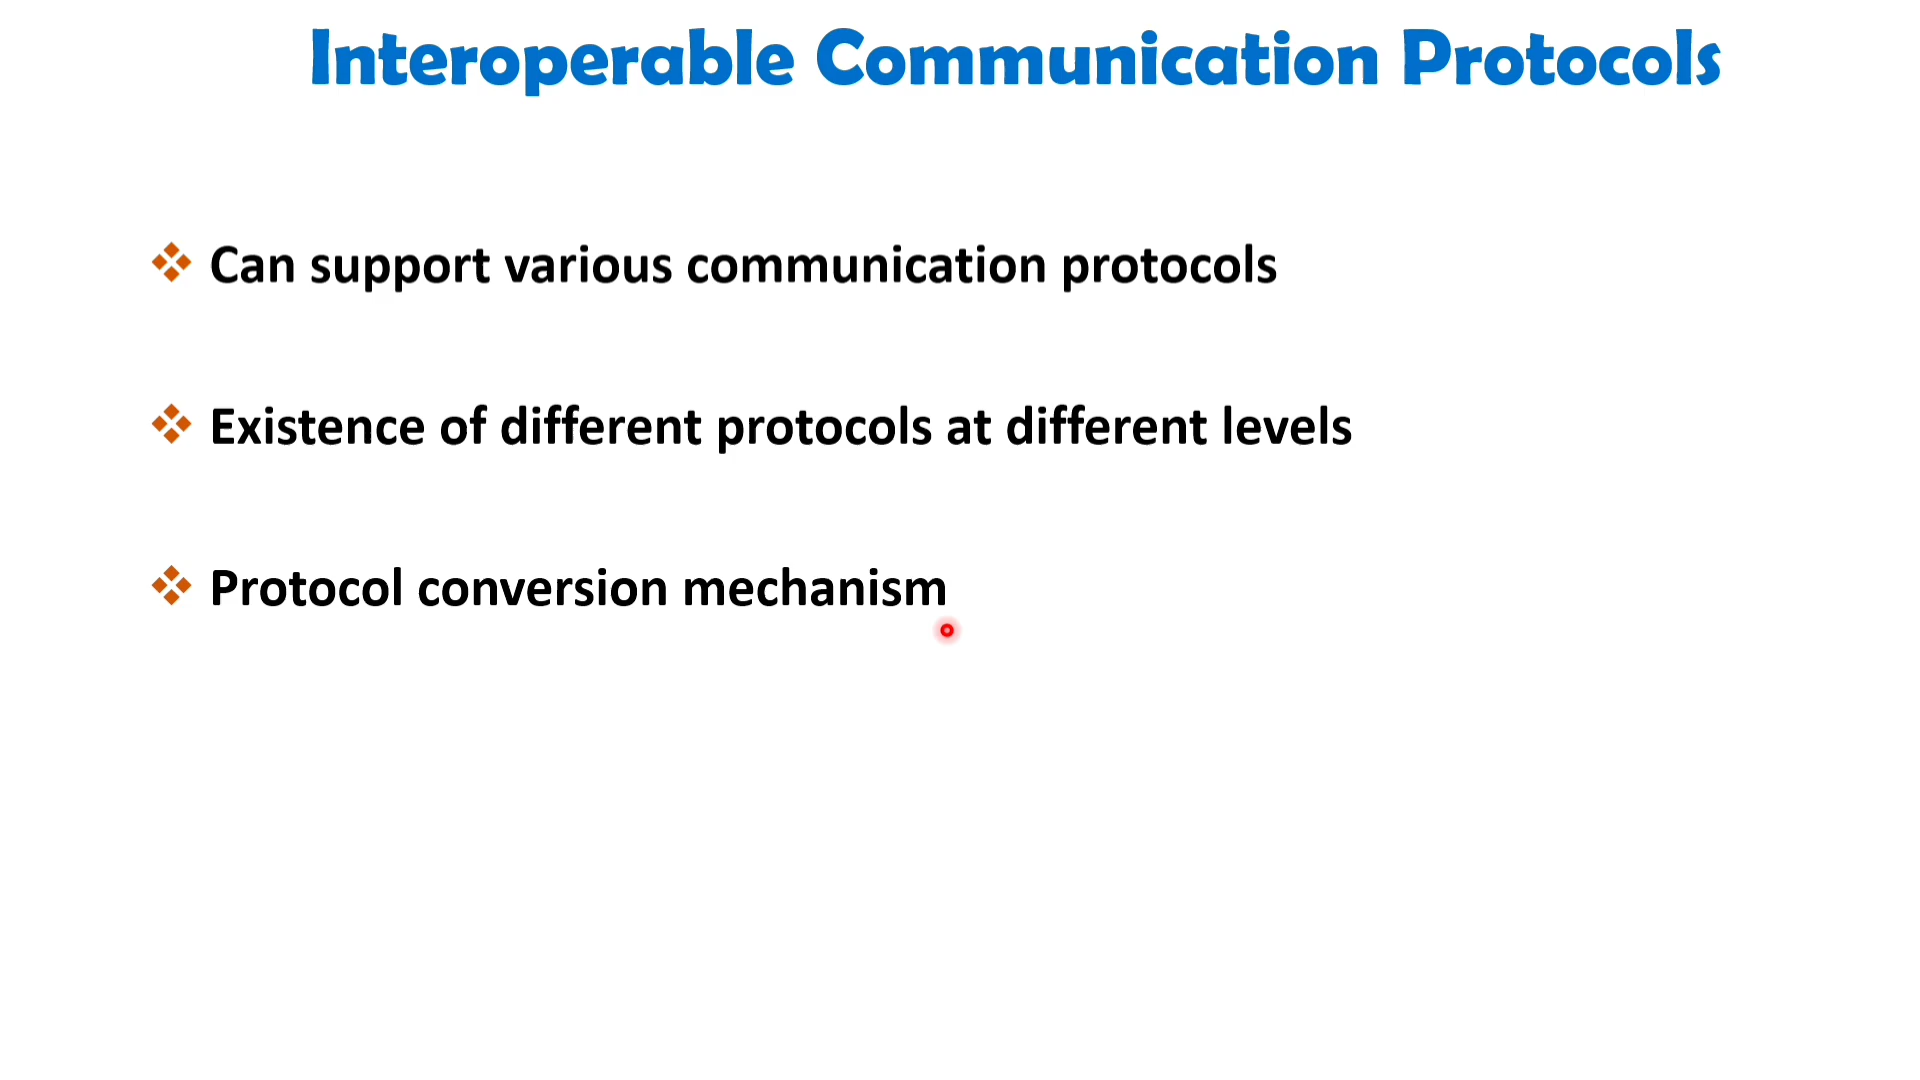 Interoperable Communication Protocols
Can support various communication protocols
Existence of different protocols at different levels
Protocol conversion mechanism